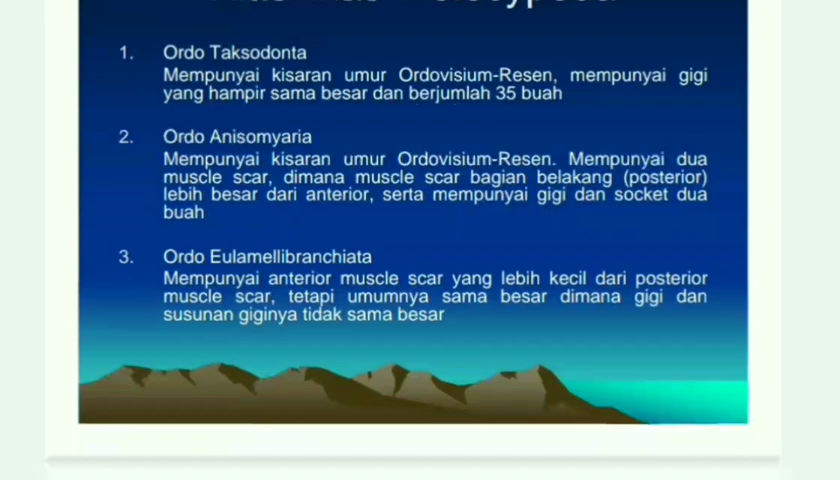 1. Ordo Taksodonta
Mempunyai kisaran umur Ordovisium-Resen, mempunyai gigi
yang hampir sama besar dan berjumlah 35 buah
2. Ordo Anisomyaria
Mempunyai kisaran umur Ordovisium-Resen. Mempunyai dua
muscle scar, dimana muscle scar bagian belakang (posterior)
lebih besar dari anterior, serta mempunyai gigi dan socket dua
buah
3. Ordo Eulamellibranchiata
Mempunyai anterior muscle scar yang lebih kecil dari posterior
muscle scar, tetapi umumnya sama besar dimana gigi dan
susunan giginya tidak sama besar